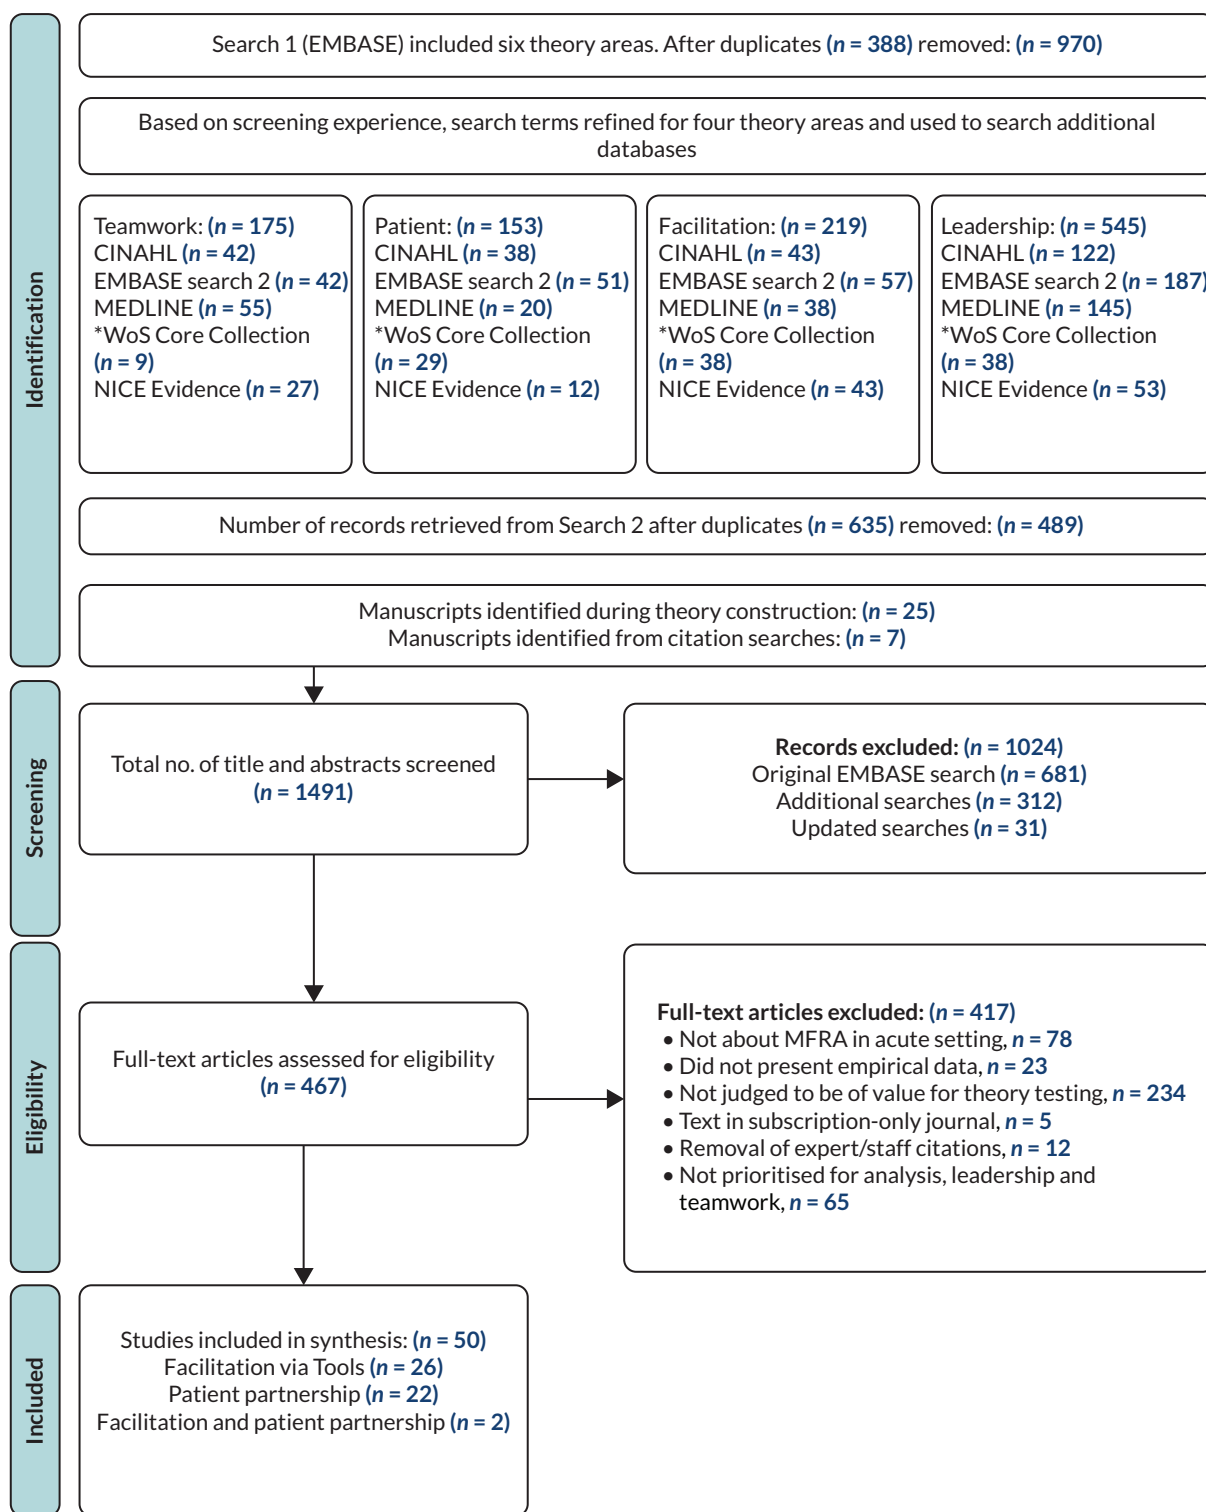 Identification
Search 1 (EMBASE) included six theory areas. After duplicates (n = 388) removed: (n = 970)
Based on screening experience, search terms refined for four theory areas and used to search additional
databases
Teamwork: (n = 175)
CINAHL (n = 42)
EMBASE search 2 (n = 42)
MEDLINE (n = 55)
*WoS Core Collection
(n = 9)
NICE Evidence (n = 27)
Patient: (n = 153)
CINAHL (n = 38)
EMBASE search 2 (n = 51)
MEDLINE (n = 20)
*WoS Core Collection
(n = 29)
NICE Evidence (n = 12)
Facilitation: (n = 219)
CINAHL (n = 43)
EMBASE search 2 (n = 57)
MEDLINE (n = 38)
*WoS Core Collection
(n = 38)
NICE Evidence (n = 43)
Leadership: (n = 545)
CINAHL (n = 122)
EMBASE search 2 (n = 187)
MEDLINE (n = 145)
*WoS Core Collection
(n = 38)
NICE Evidence (n = 53)
Number of records retrieved from Search 2 after duplicates (n = 635) removed: (n = 489)
Manuscripts identified during theory construction: (n = 25)
Manuscripts identified from citation searches: (n = 7)
Screening
Total no. of title and abstracts screened
(n = 1491)
Records excluded: (n = 1024)
Original EMBASE search (n = 681)
Additional searches (n = 312)
Updated searches (n = 31)
Eligibility
Full-text articles assessed for eligibility
(n = 467)
Full-text articles excluded: (n = 417)
• Not about MFRA in acute setting, n = 78
• Did not present empirical data, n = 23
• Not judged to be of value for theory testing, n = 234
• Text in subscription-only journal, n = 5
• Removal of expert/staff citations, n = 12
• Not prioritised for analysis, leadership and
teamwork, n = 65
Included
Studies included in synthesis: (n = 50)
Facilitation via Tools (n = 26)
Patient partnership (n = 22)
Facilitation and patient partnership (n = 2)